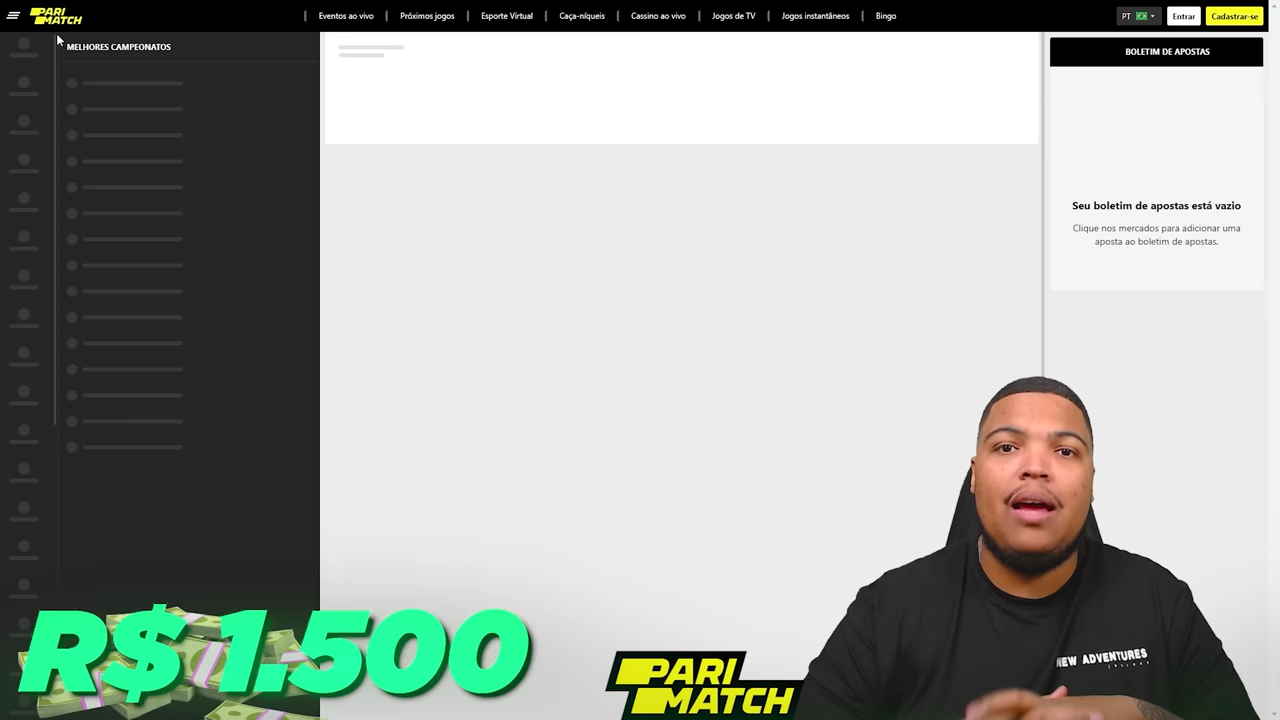 PARI MATCH
Eventos ao vivo
Próximos jogos
Esporte Virtual
Caça-níqueis
Cassino ao vivo
Jogos de TV
Jogos instantâneos
Bingo
PT
Entrar
Cadastrar-se
MELHORES CAMPEONATOS
BOLETIM DE APOSTAS
Seu boletim de apostas está vazio
Clique nos mercados para adicionar uma
aposta ao boletim de apostas.
R$ 1.500
PARI
MATCH
NEW ADVENTURES